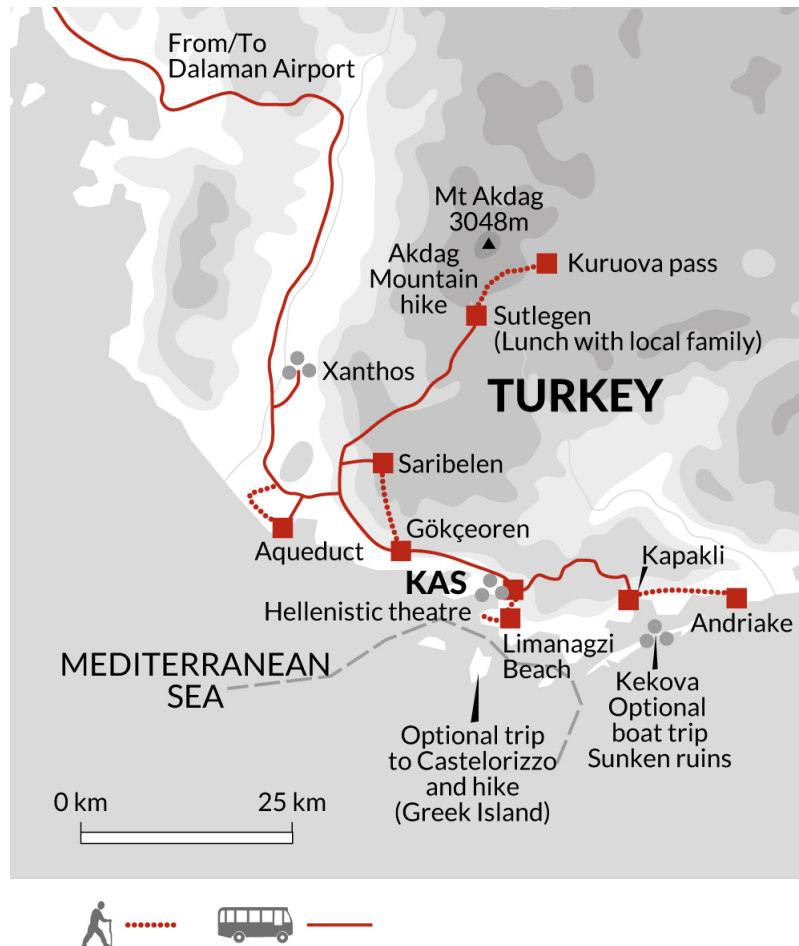 From/To
Dalaman Airport
Mt Akdag
3048m
Akdag
Mountain
hike
Kuruova pass
Sutlegen
(Lunch with local family)
Xanthos
TURKEY
Saribelen
Gökçeoren
Aqueduct
KAS
Kapakli
Hellenistic theatre
Andriake
Limanagzi
Beach
MEDITERRANEAN
SEA
Kekova
Optional
boat trip
Sunken ruins
Optional trip
to Castelorizzo
and hike
(Greek Island)
0 km
25 km